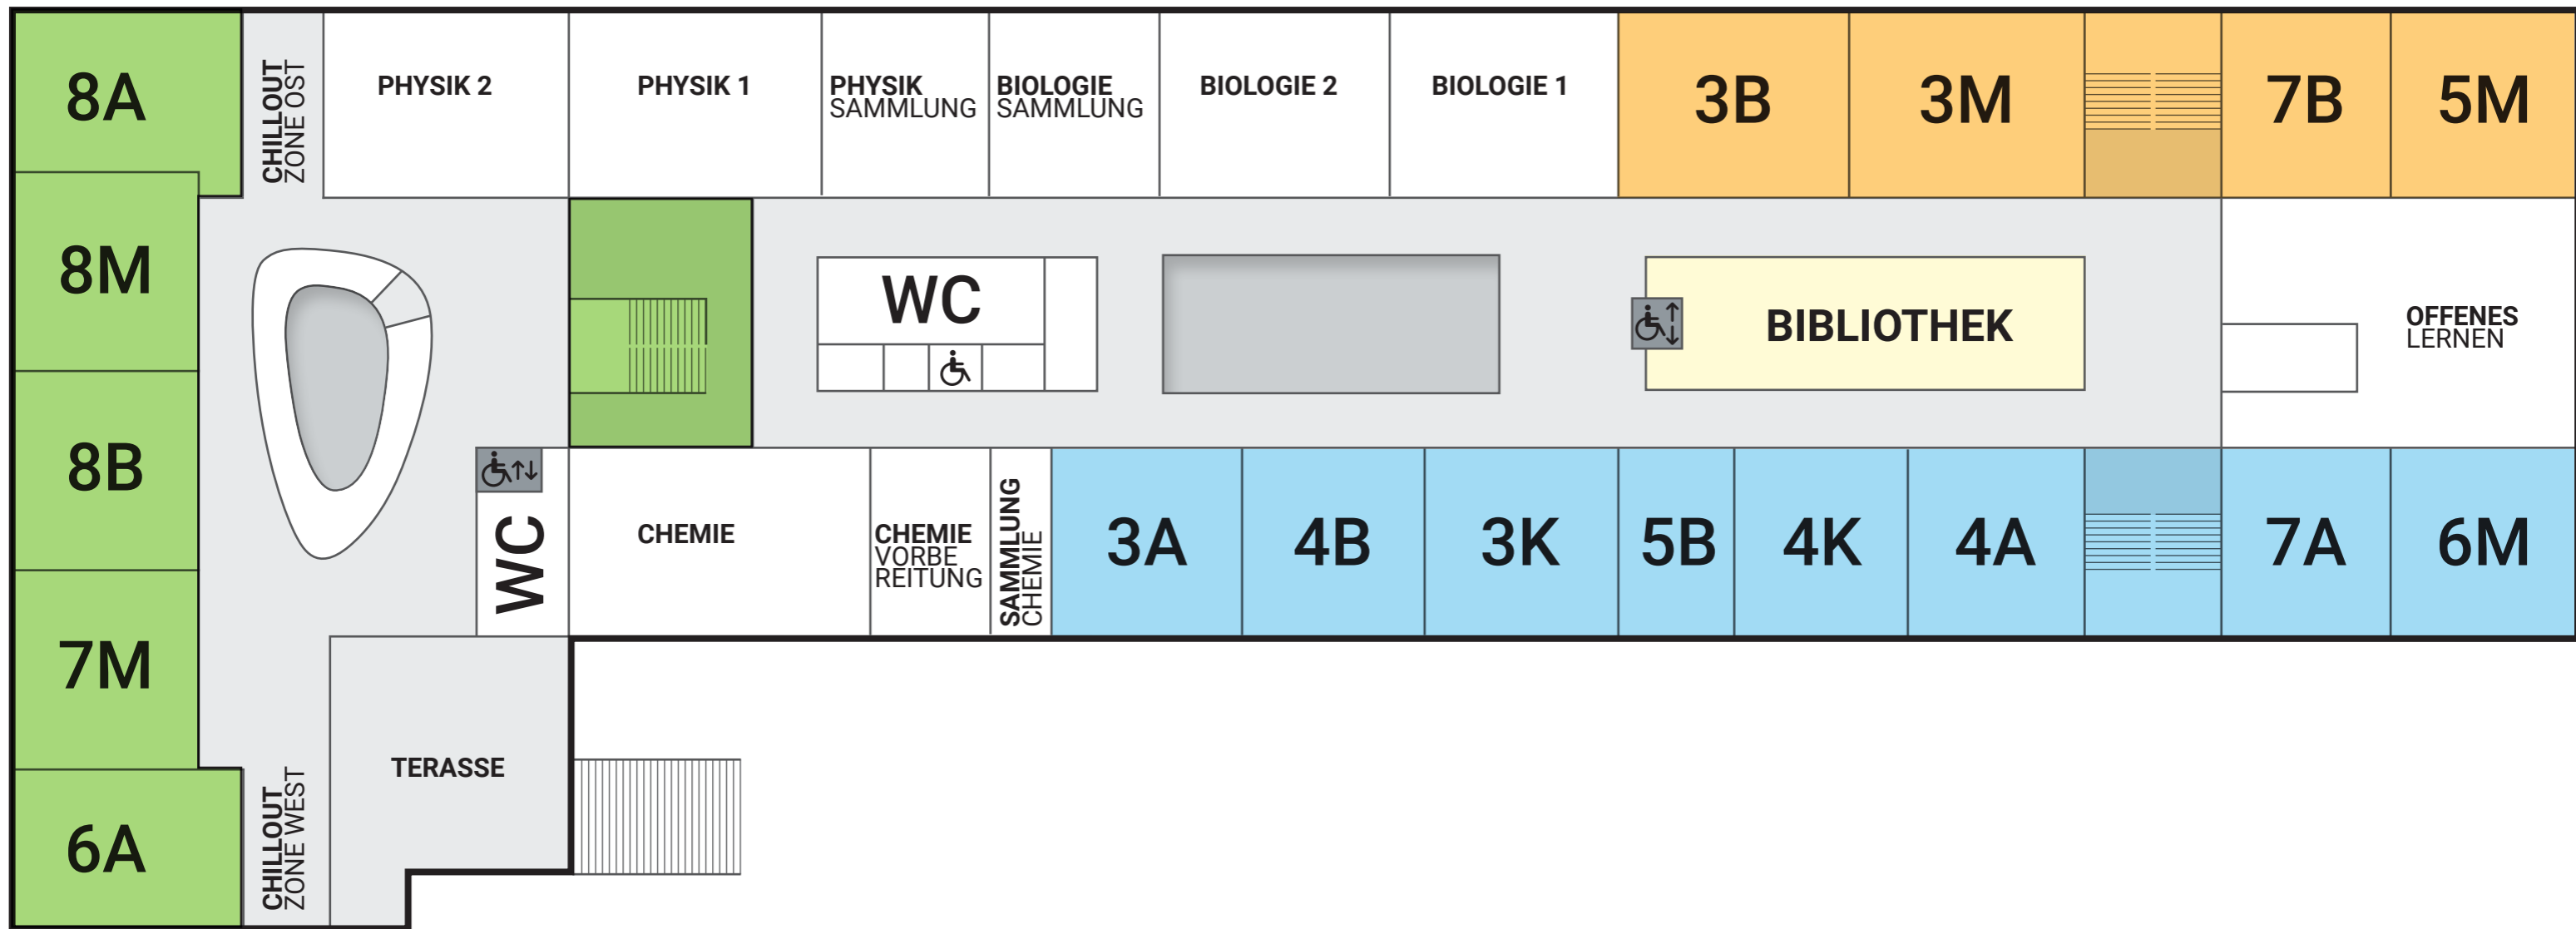 8A
CHILLOUT
ZONE OST
PHYSIK 2
PHYSIK 1
PHYSIK
SAMMLUNG
BIOLOGIE
SAMMLUNG
BIOLOGIE 2
BIOLOGIE 1
3B
3M
7B
5M
8M
WC
BIBLIOTHEK
OFFENES
LERNEN
8B
WC
CHEMIE
CHEMIE
VORBE
REITUNG
SAMMLUNG
CHEMIE
3A
4B
3K
5B
4K
4A
7A
6M
7M
TERASSE
6A
CHILLOUT
ZONE WEST